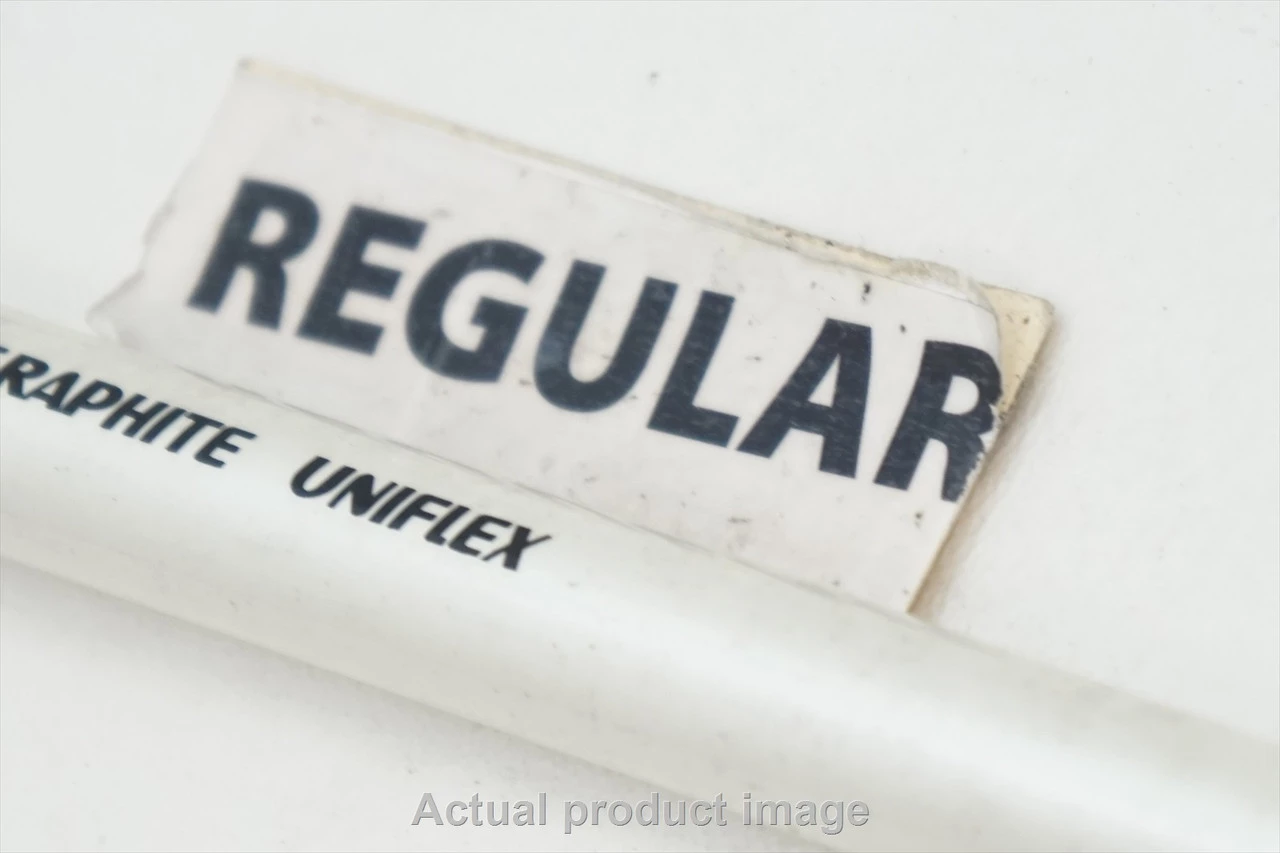 REGULAR
RAPHITE UNIFLEX
Actual product image